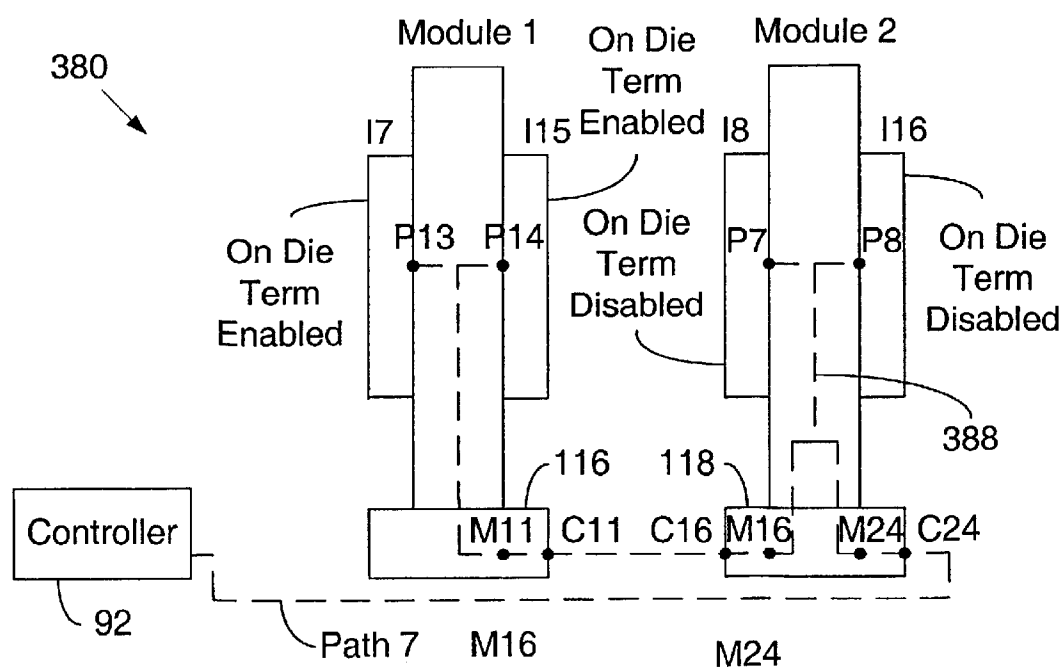 Module 1
Module 2
380
On Die
Term
Enabled
I7
I15
I8
I16
On Die
Term
Enabled
P13
P14
On Die
Term
Disabled
P7
P8
On Die
Term
Disabled
388
116
118
Controller
M11
C11
C16
M16
M24
C24
92
Path 7
M16
M24